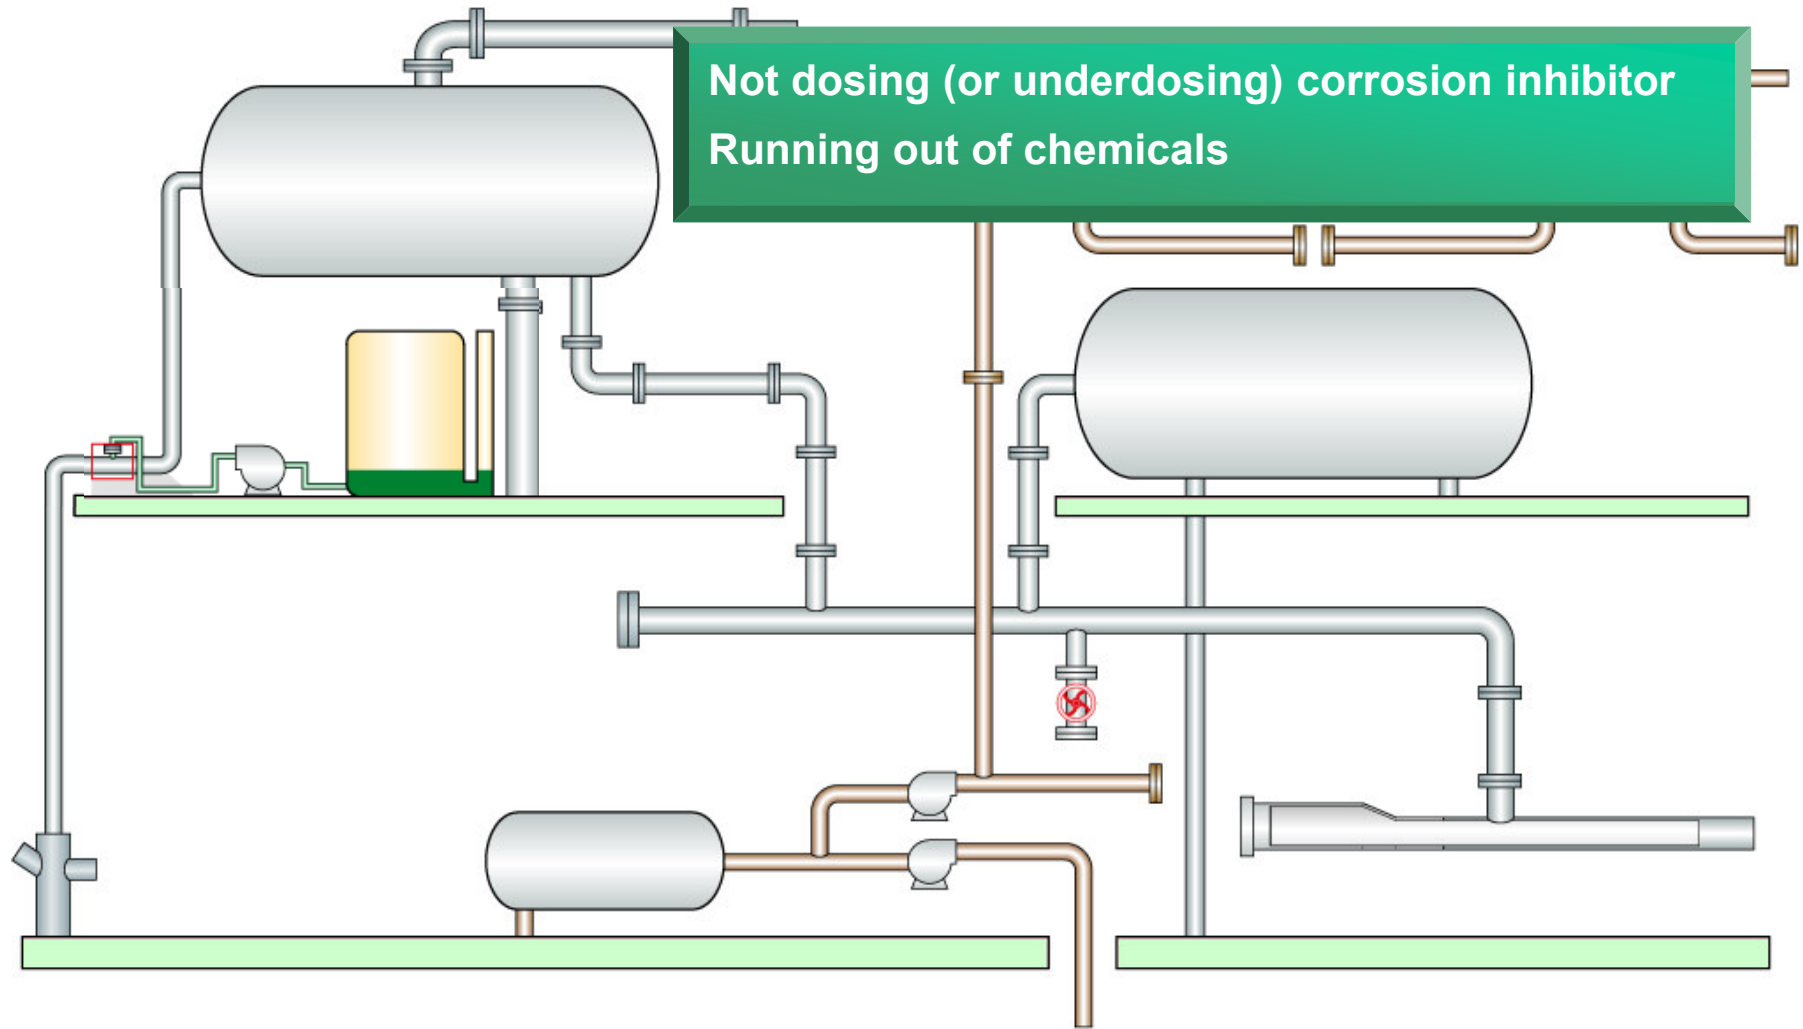 Not dosing (or underdosing) corrosion inhibitor
Running out of chemicals